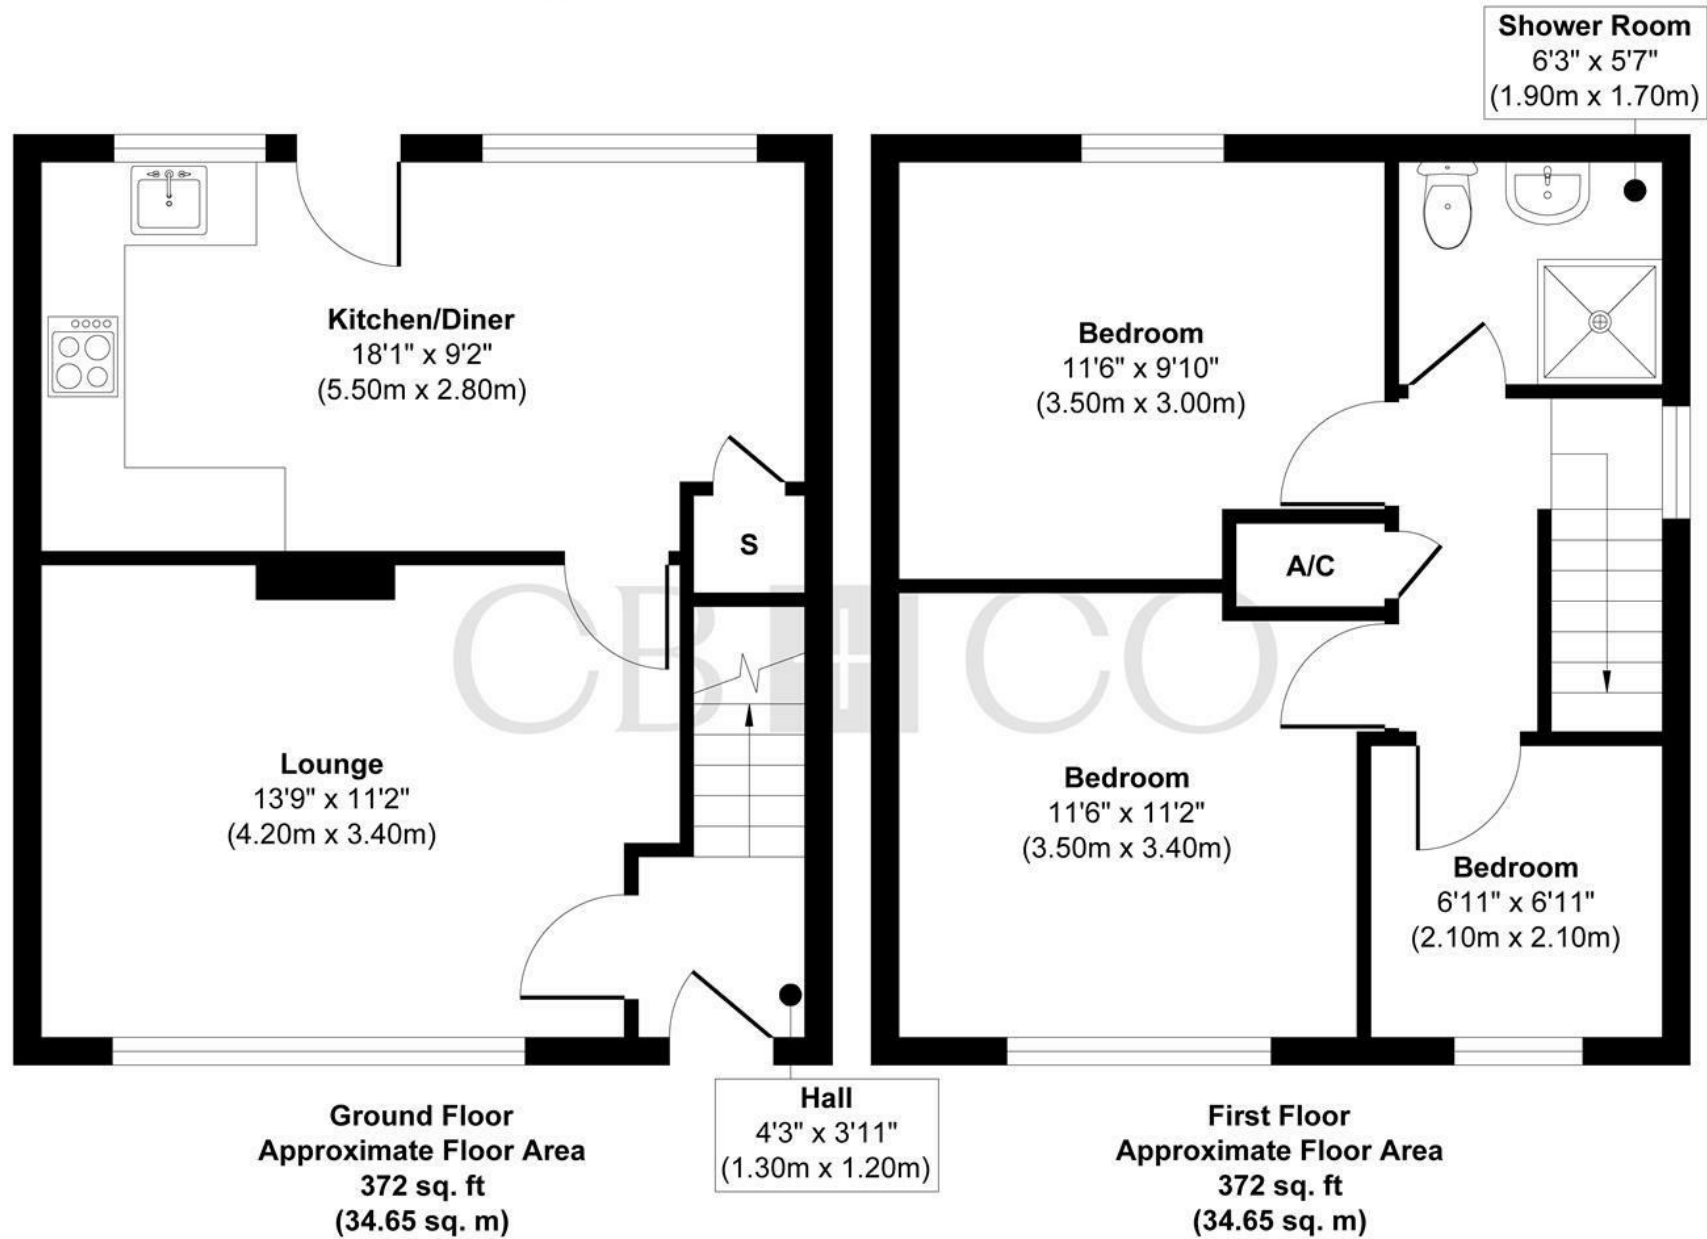 Shower Room
6'3" x 5'7"
(1.90m x 1.70m)
Kitchen/Diner
18'1" x 9'2"
(5.50m x 2.80m)
Bedroom
11'6" x 9'10"
(3.50m x 3.00m)
S
A/C
CB CO
Lounge
13'9" x 11'2"
(4.20m x 3.40m)
Bedroom
11'6" x 11'2"
(3.50m x 3.40m)
Bedroom
6'11" x 6'11"
(2.10m x 2.10m)
Hall
4'3" x 3'11"
(1.30m x 1.20m)
Ground Floor
Approximate Floor Area
372 sq. ft
(34.65 sq. m)
First Floor
Approximate Floor Area
372 sq. ft
(34.65 sq. m)